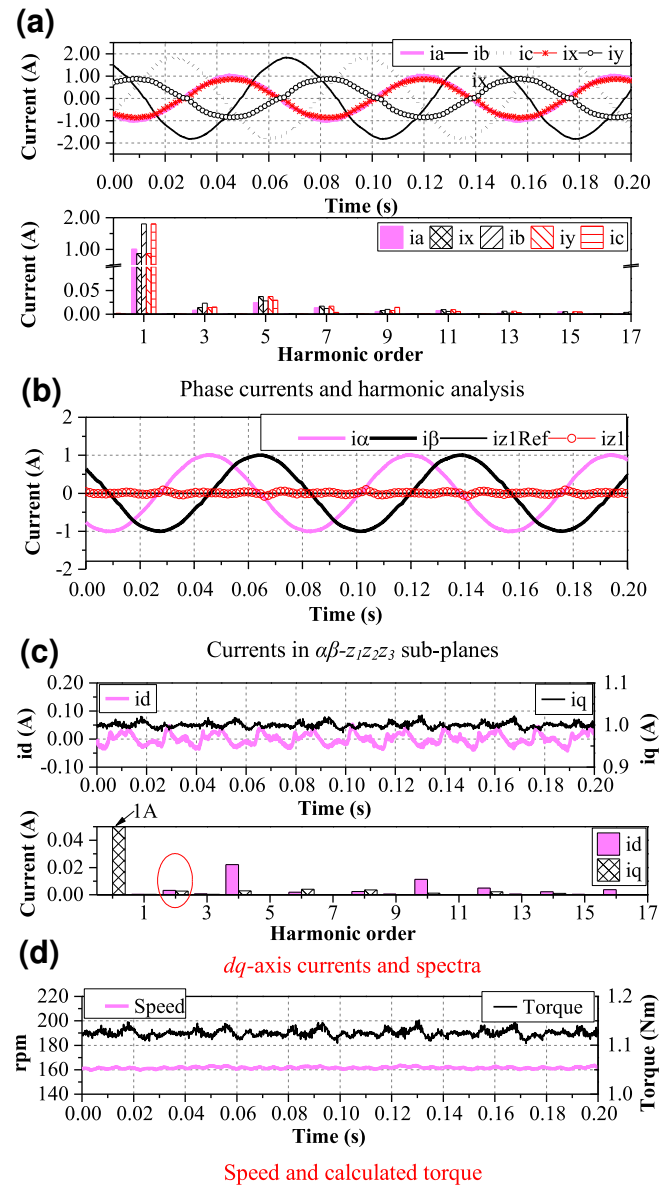 (a)
ia ib ic ix iy
ix
Current (A)
2.00
1.00
0.00
-1.00
-2.00
0.00 0.02 0.04 0.06 0.08 0.10 0.12 0.14 0.16 0.18 0.20
Time (s)
Current (A)
2.00
1.00
0.05
0.00
ia ix ib iy ic
1 3 5 7 9 11 13 15 17
Harmonic order
Phase currents and harmonic analysis
(b)
Current (A)
2
1
0
-1
-2
iα iβ iz1Ref iz1
0.00 0.02 0.04 0.06 0.08 0.10 0.12 0.14 0.16 0.18 0.20
Time (s)
Currents in αβ-z1z2z3 sub-planes
(c)
id (A)
0.20
0.10
0.00
-0.10
id
iq
1.1
1.0
0.9
iq (A)
0.00 0.02 0.04 0.06 0.08 0.10 0.12 0.14 0.16 0.18 0.20
Time (s)
1A
Current (A)
0.04
0.02
0.00
id
iq
1 3 5 7 9 11 13 15 17
Harmonic order
dq-axis currents and spectra
(d)
rpm
220
200
180
160
140
Speed
Torque
1.2
1.1
1.0
Torque (Nm)
0.00 0.02 0.04 0.06 0.08 0.10 0.12 0.14 0.16 0.18 0.20
Time (s)
Speed and calculated torque